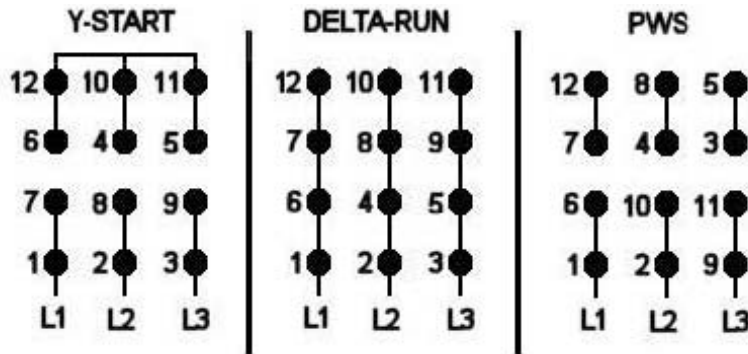 Y-START DELTA-RUN PWS
12 10 11 12 10 11 12 8 5
6 4 5 7 8 9 7 4 3
7 8 9 6 4 5 6 10 11
1 2 3 1 2 3 1 2 9
L1 L2 L3 L1 L2 L3 L1 L2 L3